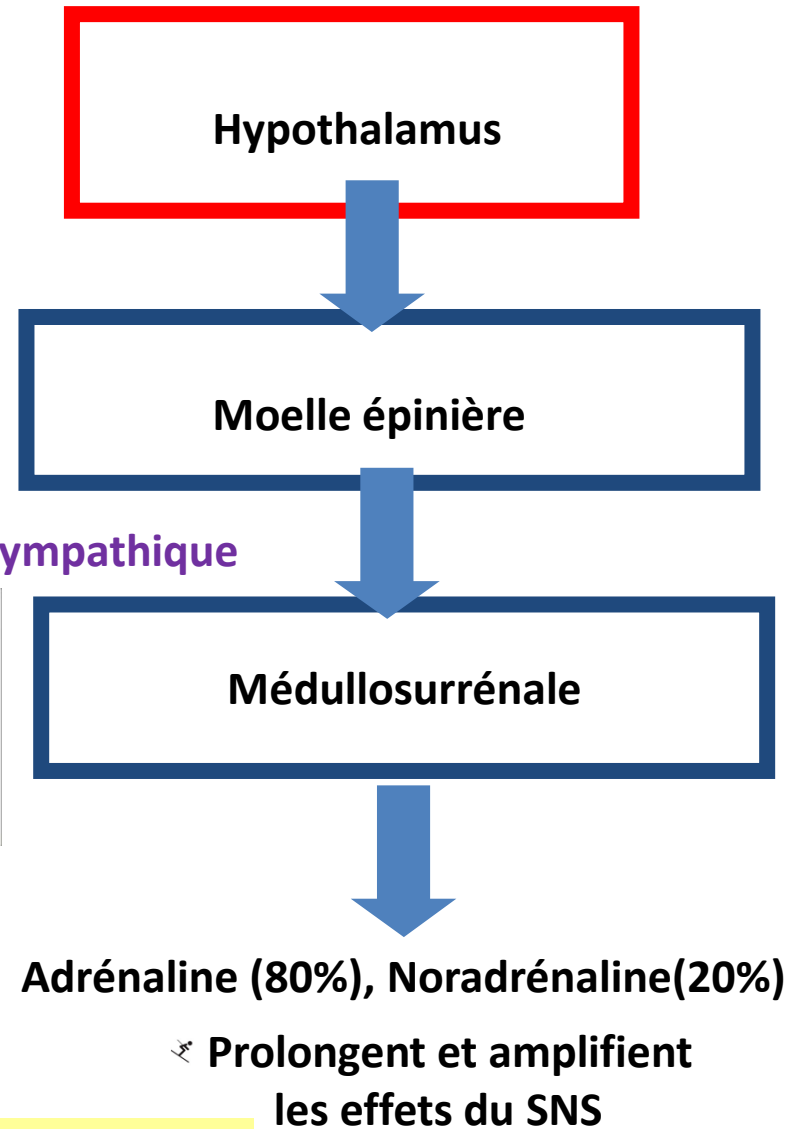 Hypothalamus
Moelle épinière
ympathique
Médullosurrénale
Adrénaline (80%), Noradrénaline(20%)
Prolongent et amplifient
les effets du SNS